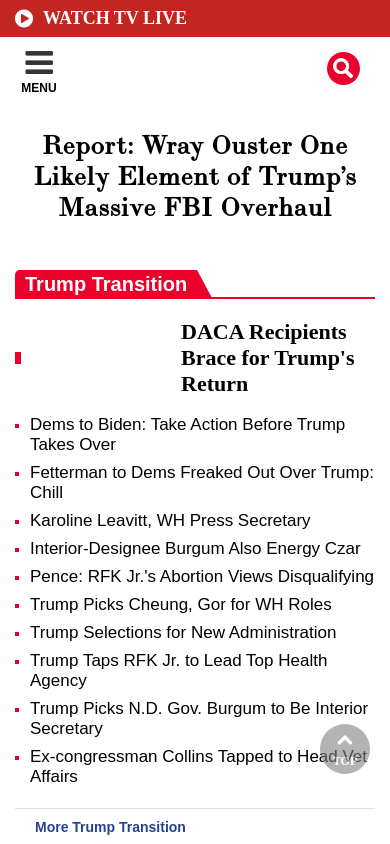 WATCH TV LIVE
MENU
Report: Wray Ouster One
Likely Element of Trump's
Massive FBI Overhaul
Trump Transition
DACA Recipients
Brace for Trump's
Return
Dems to Biden: Take Action Before Trump
Takes Over
Fetterman to Dems Freaked Out Over Trump:
Chill
Karoline Leavitt, WH Press Secretary
Interior-Designee Burgum Also Energy Czar
Pence: RFK Jr.'s Abortion Views Disqualifying
Trump Picks Cheung, Gor for WH Roles
Trump Selections for New Administration
Trump Taps RFK Jr. to Lead Top Health
Agency
Trump Picks N.D. Gov. Burgum to Be Interior
Secretary
Ex-congressman Collins Tapped to Head Vet
Affairs
TOP
More Trump Transition